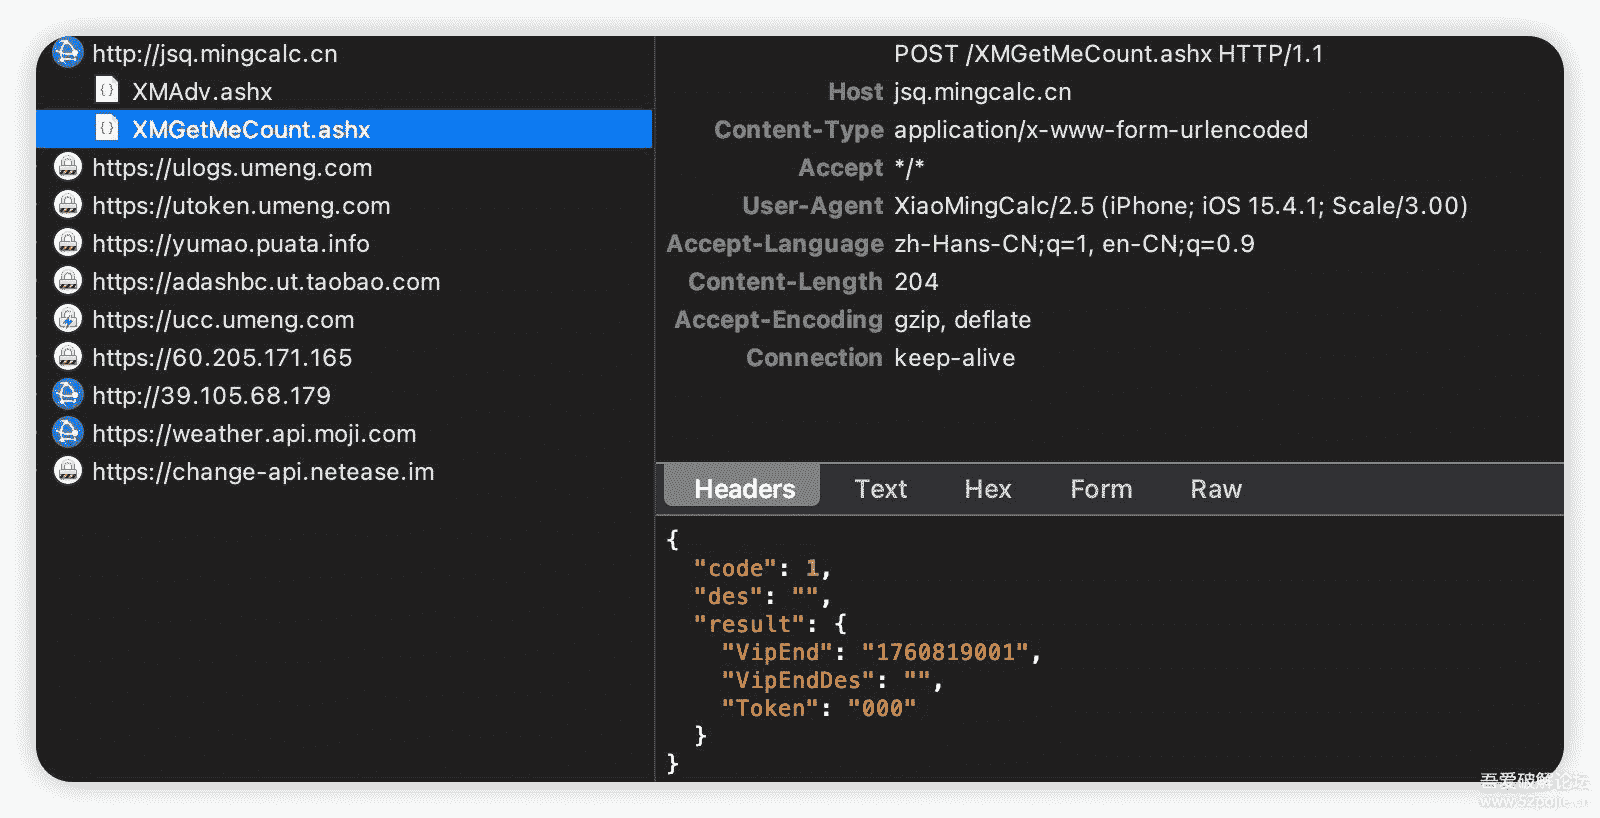 http://jsq.mingcalc.cn
XMAdv.ashx
XMGetMeCount.ashx
https://ulogs.umeng.com
https://utoken.umeng.com
https://yumao.puata.info
https://adashbc.ut.taobao.com
https://ucc.umeng.com
https://60.205.171.165
http://39.105.68.179
https://weather.api.moji.com
https://change-api.netease.im
POST /XMGetMeCount.ashx HTTP/1.1
Host jsq.mingcalc.cn
Content-Type application/x-www-form-urlencoded
Accept */*
User-Agent XiaoMingCalc/2.5 (iPhone; iOS 15.4.1; Scale/3.00)
Accept-Language zh-Hans-CN;q=1, en-CN;q=0.9
Content-Length 204
Accept-Encoding gzip, deflate
Connection keep-alive
Headers Text Hex Form Raw
{
"code": 1,
"des": "",
"result": {
"VipEnd": "1760819001",
"VipEndDes": "",
"Token": "000"
}
}
吾爱破解论坛
www.52pojie.cn